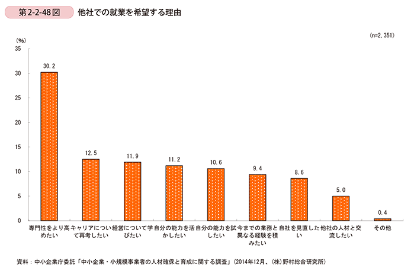 第2-2-48図 他社での就業を希望する理由
(%)
(n=2,351)
35
30
25
20
15
10
5
0
30.2
12.5
11.9
11.2
10.6
9.4
8.6
5.0
0.4
専門性をより高めたい
キャリアについて再考したい
経営について学びたい
自分の能力を活かしたい
自分の能力を試したい
今までの業務と異なる経験を積みたい
自社を見直したい
他社の人材と交流したい
その他
資料：中小企業庁委託「中小企業・小規模事業者の人材確保と育成に関する調査」(2014年12月、(株)野村総合研究所)